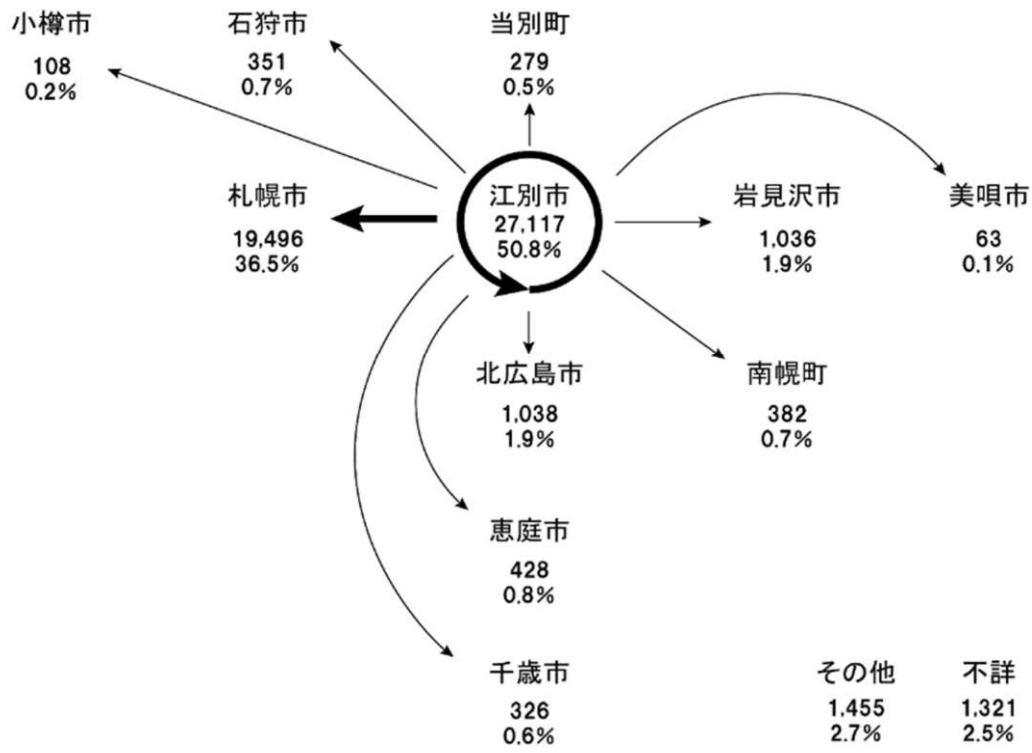 小樽市
108
0.2%
石狩市
351
0.7%
当別町
279
0.5%
札幌市
19,496
36.5%
江別市
27,117
50.8%
岩見沢市
1,036
1.9%
美唄市
63
0.1%
北広島市
1,038
1.9%
南幌町
382
0.7%
恵庭市
428
0.8%
千歳市
326
0.6%
その他
1,455
2.7%
不詳
1,321
2.5%